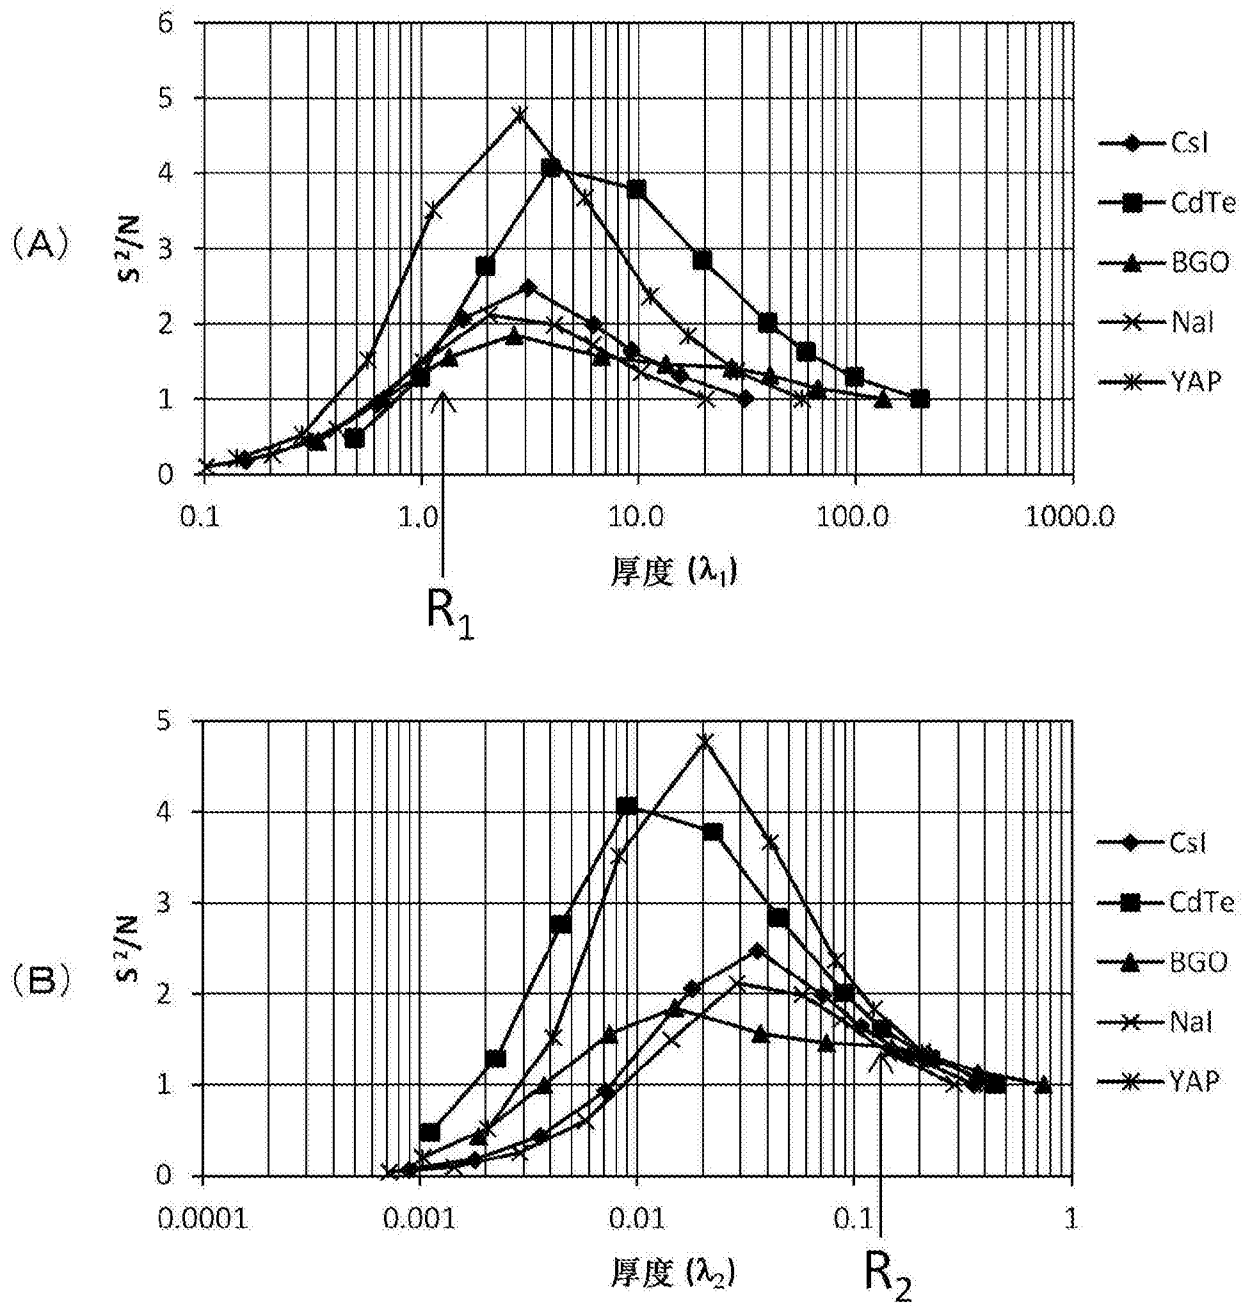 (A)
S²/N
6
5
4
3
2
1
0
0.1 1.0 10.0 100.0 1000.0
厚度 (λ₁)
R₁
CsI
CdTe
BGO
NaI
YAP
(B)
S²/N
5
4
3
2
1
0
0.0001 0.001 0.01 0.1 1
厚度 (λ₂)
R₂
CsI
CdTe
BGO
NaI
YAP